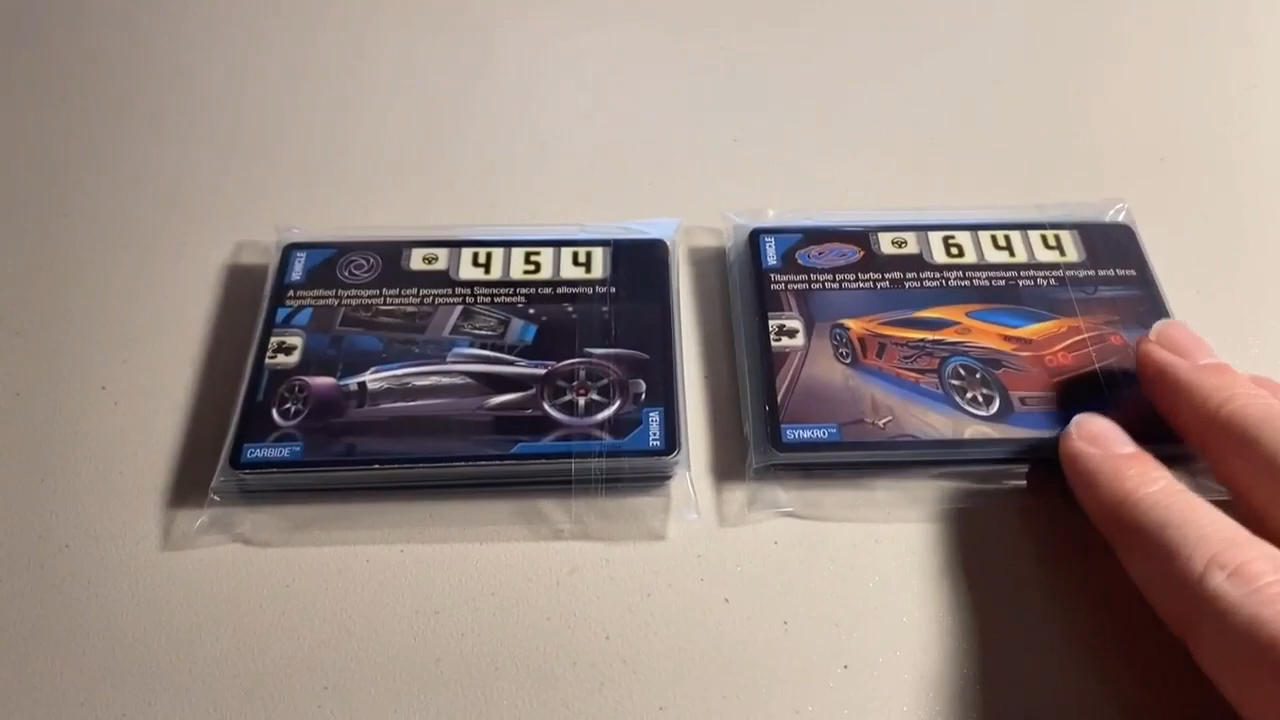 VEHICLE
4 5 4
A modified hydrogen fuel cell powers this Silencerz race car, allowing for a
significantly improved transfer of power to the wheels.
CARBIDE™
VEHICLE
VEHICLE
6 4 4
Titanium triple prop turbo with an ultra-light magnesium enhanced engine and tires
not even on the market yet... you don't drive this car – you fly it.
SYNKRO™